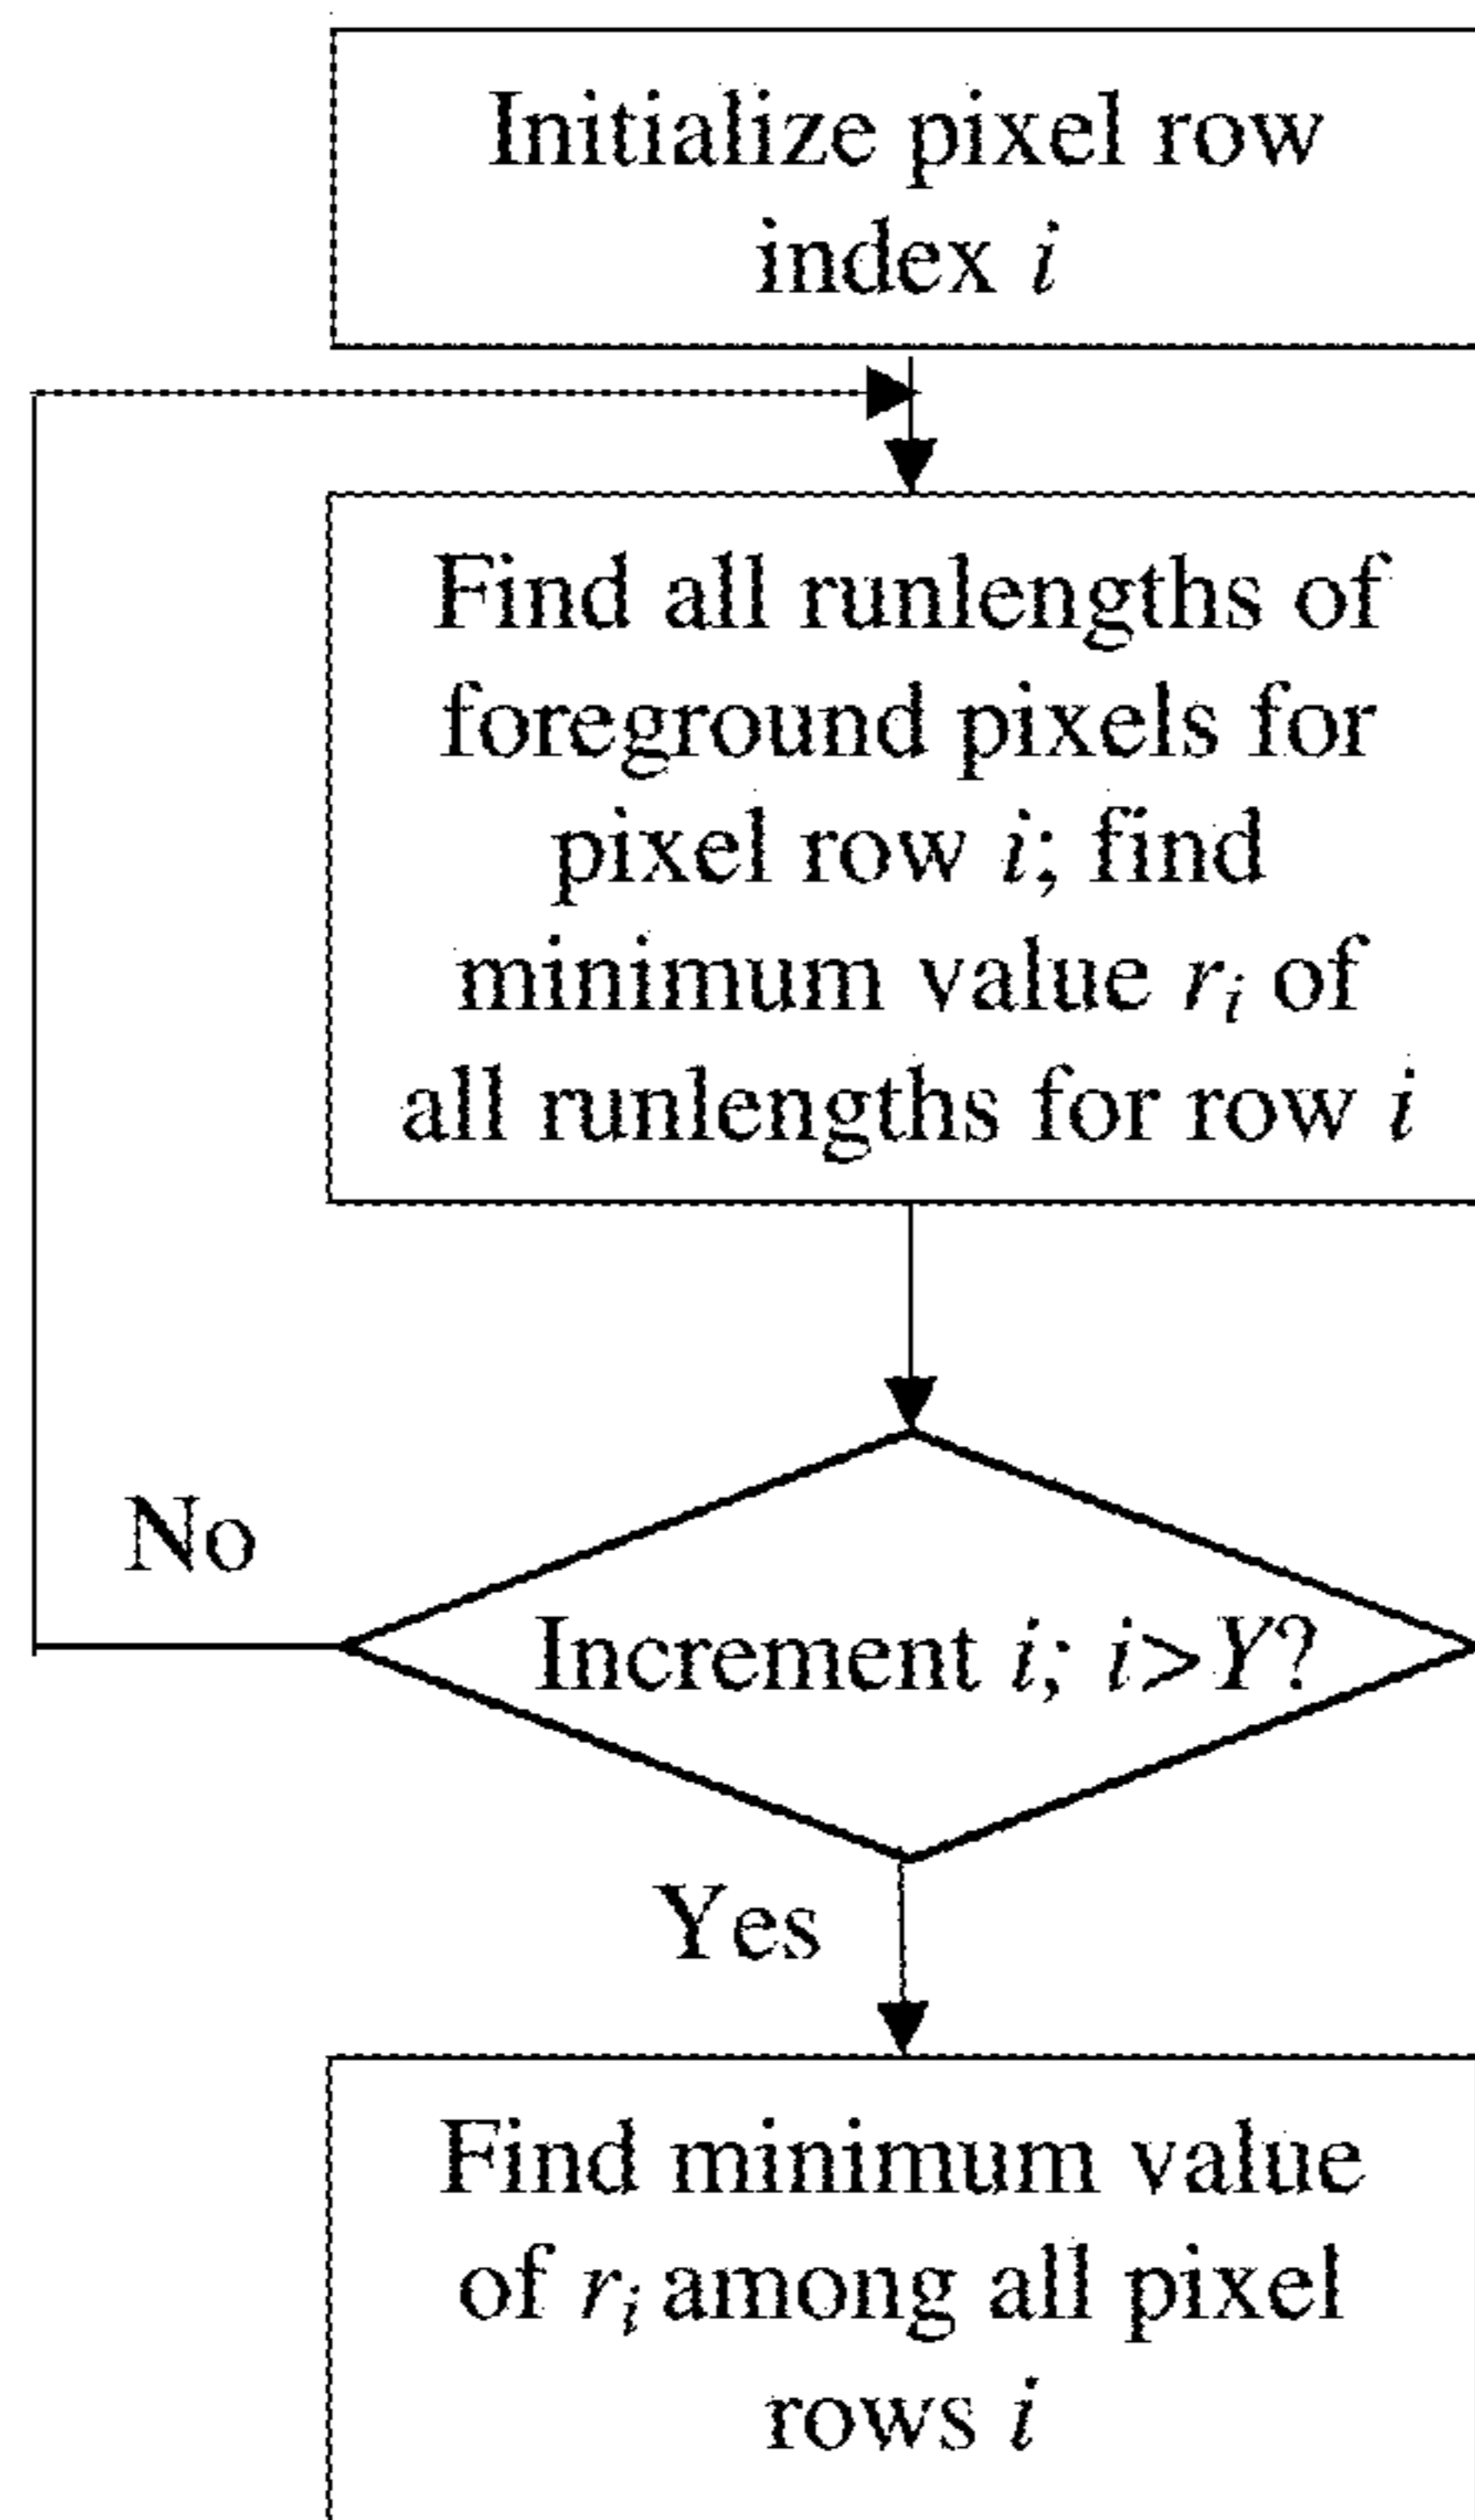 Initialize pixel row
index i
Find all runlengths of
foreground pixels for
pixel row i; find
minimum value rᵢ of
all runlengths for row i
No
Increment i; i>Y?
Yes
Find minimum value
of rᵢ among all pixel
rows i